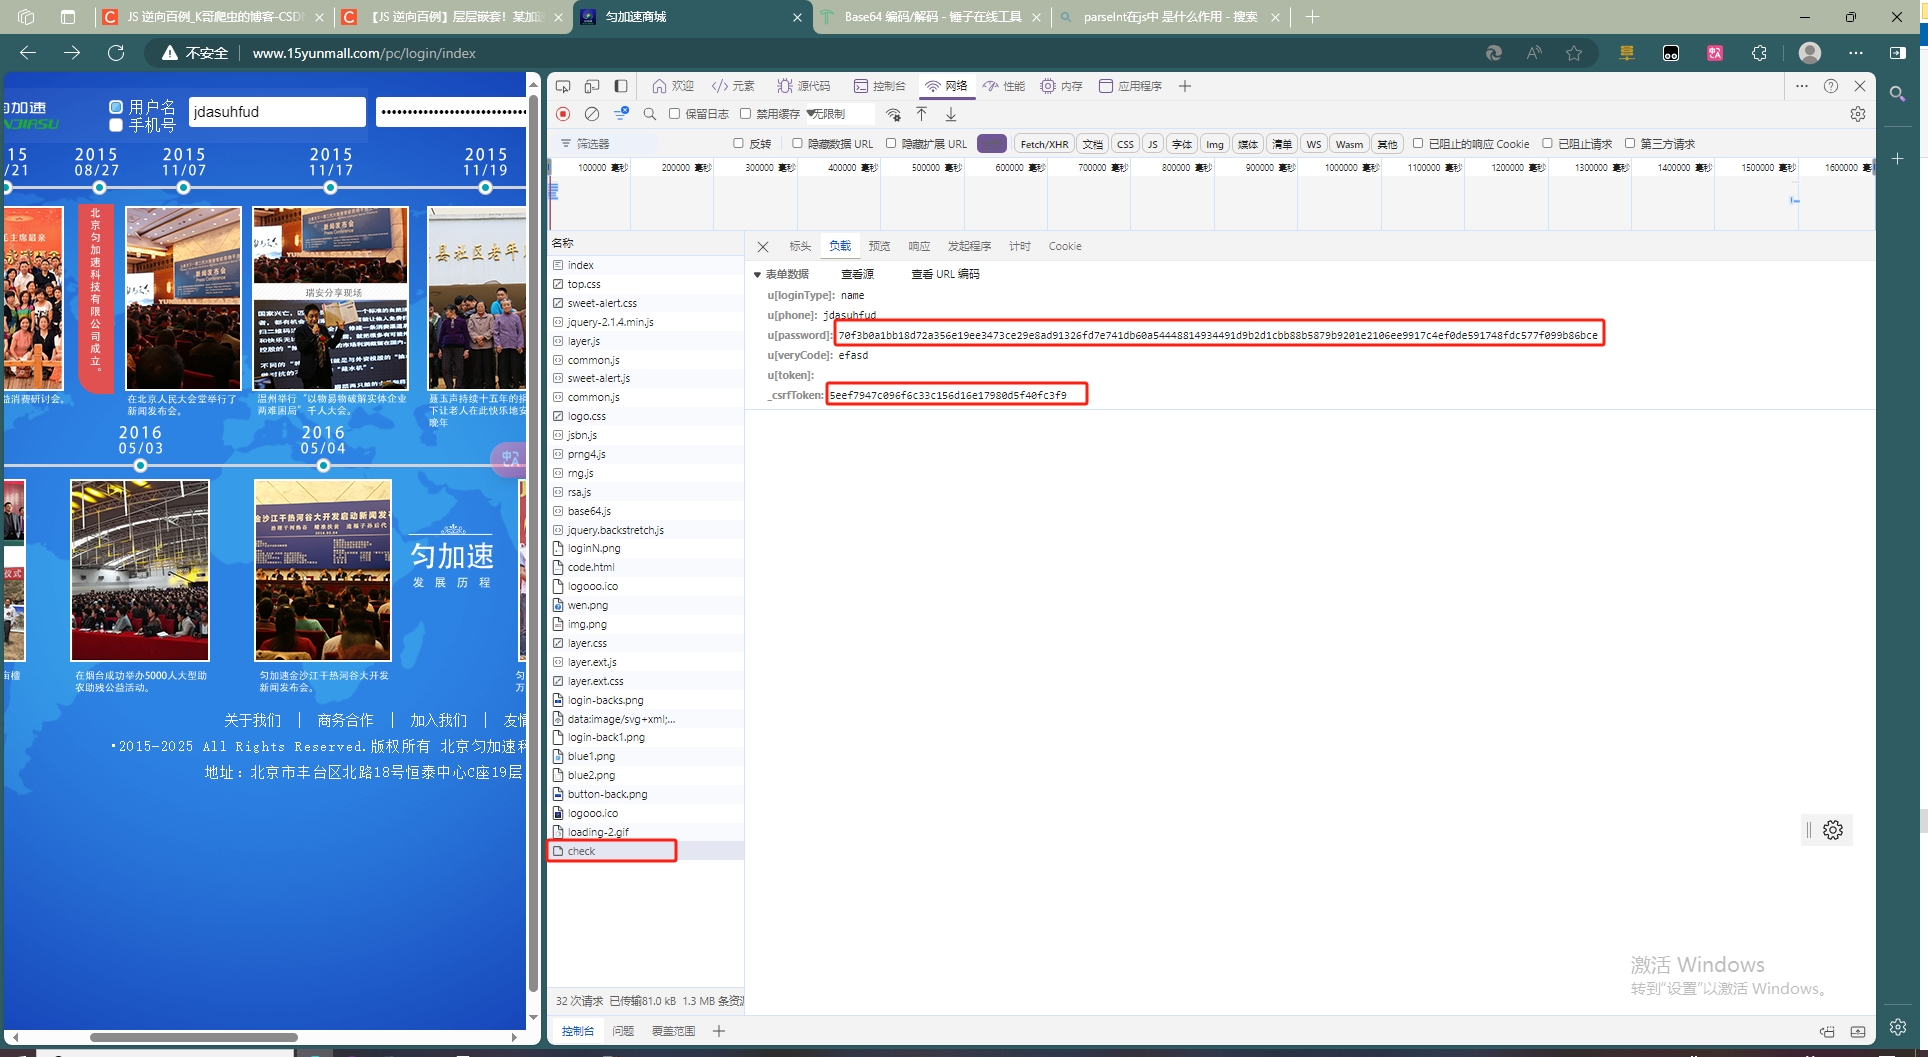 JS 逆向百例_K哥爬虫的博客-CSDN
【JS 逆向百例】层层嵌套！某加速
匀加速商城
Base64 编码/解码 - 锤子在线工具
parseInt在js中 是什么作用 - 搜索
不安全
www.15yunmall.com/pc/login/index
匀加速
用户名
手机号
jdasuhfud
2015
08/27
2015
11/07
2015
11/17
2015
11/19
北京匀加速科技有限公司成立。
益消费研讨会。
在北京人民大会堂举行了
新闻发布会。
瑞安分享现场
温州举行“以物易物破解实体企业
两难困局”千人大会。
聂玉声持续十五年的捐
下让老人在此快乐地安
晚年
2016
05/03
2016
05/04
匀加速
发 展 历 程
在烟台成功举办5000人大型助
农助残公益活动。
匀加速金沙江干热河谷大开发
新闻发布会。
关于我们 | 商务合作 | 加入我们 | 友情
•2015-2025 All Rights Reserved.版权所有 北京匀加速科
地址：北京市丰台区北路18号恒泰中心C座19层
欢迎
元素
源代码
控制台
网络
性能
内存
应用程序
保留日志
禁用缓存
无限制
筛选器
反转
隐藏数据 URL
隐藏扩展 URL
Fetch/XHR
文档
CSS
JS
字体
Img
媒体
清单
WS
Wasm
其他
已阻止的响应 Cookie
已阻止请求
第三方请求
100000 毫秒
200000 毫秒
300000 毫秒
400000 毫秒
500000 毫秒
600000 毫秒
700000 毫秒
800000 毫秒
900000 毫秒
1000000 毫秒
1100000 毫秒
1200000 毫秒
1300000 毫秒
1400000 毫秒
1500000 毫秒
1600000 毫
名称
index
top.css
sweet-alert.css
jquery-2.1.4.min.js
layer.js
common.js
sweet-alert.js
common.js
logo.css
jsbn.js
prng4.js
rng.js
rsa.js
base64.js
jquery.backstretch.js
loginN.png
code.html
logooo.ico
wen.png
img.png
layer.css
layer.ext.js
layer.ext.css
login-backs.png
data:image/svg+xml;...
login-back1.png
blue1.png
blue2.png
button-back.png
logooo.ico
loading-2.gif
check
标头
负载
预览
响应
发起程序
计时
Cookie
表单数据
查看源
查看 URL 编码
u[loginType]: name
u[phone]: jdasuhfud
u[password]: 70f3b0a1bb18d72a356e19ee3473ce29e8ad91326fd7e741db60a54448814934491d9b2d1cbb88b5879b9201e2106ee9917c4ef0de591748fdc577f099b86bce
u[veryCode]: efasd
u[token]:
_csrfToken: 5eef7947c096f6c33c156d16e17980d5f40fc3f9
32 次请求
已传输81.0 kB
1.3 MB 条资源
控制台
问题
覆盖范围
激活 Windows
转到“设置”以激活 Windows。